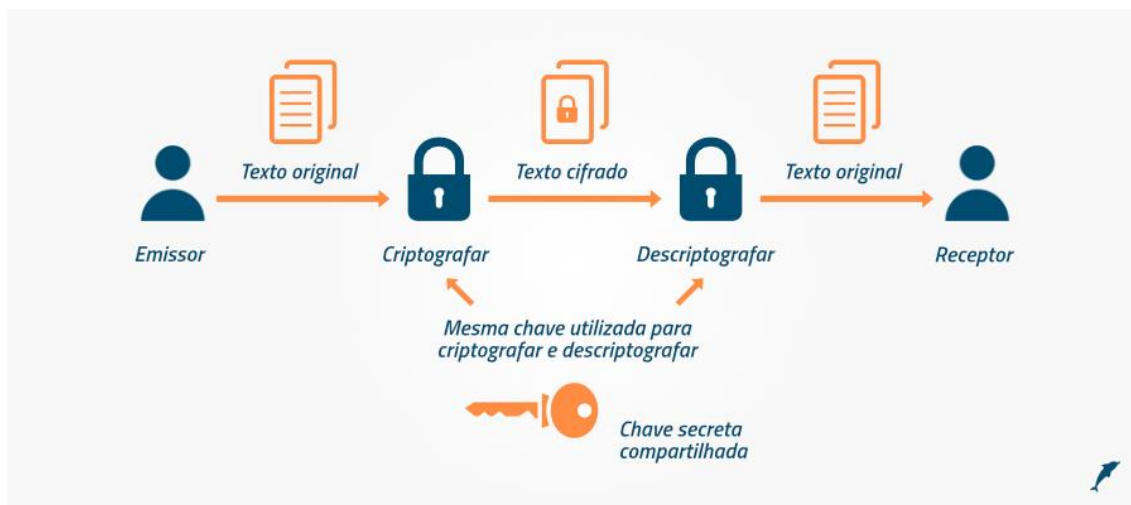 Texto original
Texto cifrado
Texto original
Emissor
Criptografar
Descriptografar
Receptor
Mesma chave utilizada para
criptografar e descriptografar
Chave secreta
compartilhada